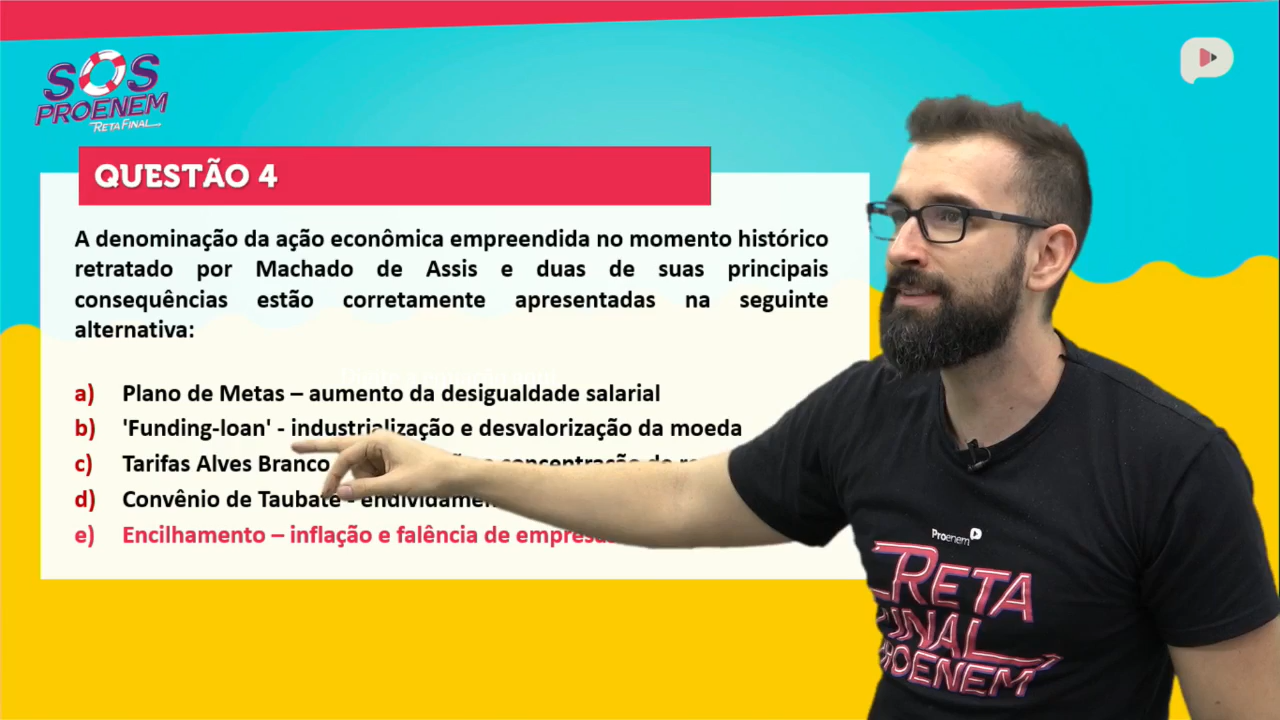 SOS
PROENEM
RETA FINAL
QUESTÃO 4
A denominação da ação econômica empreendida no momento histórico
retratado por Machado de Assis e duas de suas principais
consequências estão corretamente apresentadas na seguinte
alternativa:
a) Plano de Metas – aumento da desigualdade salarial
b) 'Funding-loan' - industrialização e desvalorização da moeda
c) Tarifas Alves Branco concentração de
d) Convênio de Taubaté -
e) Encilhamento – inflação e falência de
Proenem
RETA
FINAL
PROENEM